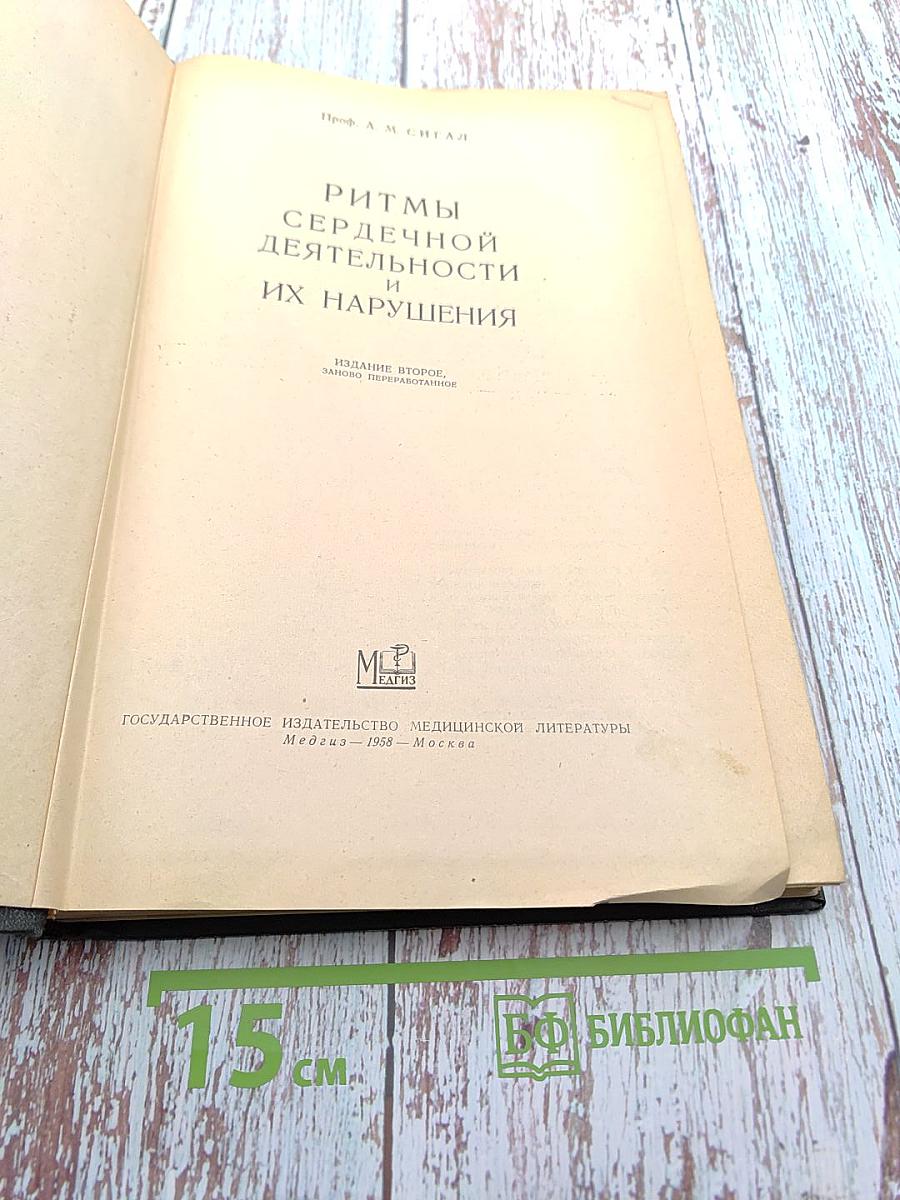 Проф. А. М. СИГАЛ
РИТМЫ
СЕРДЕЧНОЙ
ДЕЯТЕЛЬНОСТИ
И
ИХ НАРУШЕНИЯ
ИЗДАНИЕ ВТОРОЕ,
ЗАНОВО ПЕРЕРАБОТАННОЕ
МЕДГИЗ
ГОСУДАРСТВЕННОЕ ИЗДАТЕЛЬСТВО МЕДИЦИНСКОЙ ЛИТЕРАТУРЫ
Медгиз — 1958 — Москва
15 см
БФ БИБЛИОФАН